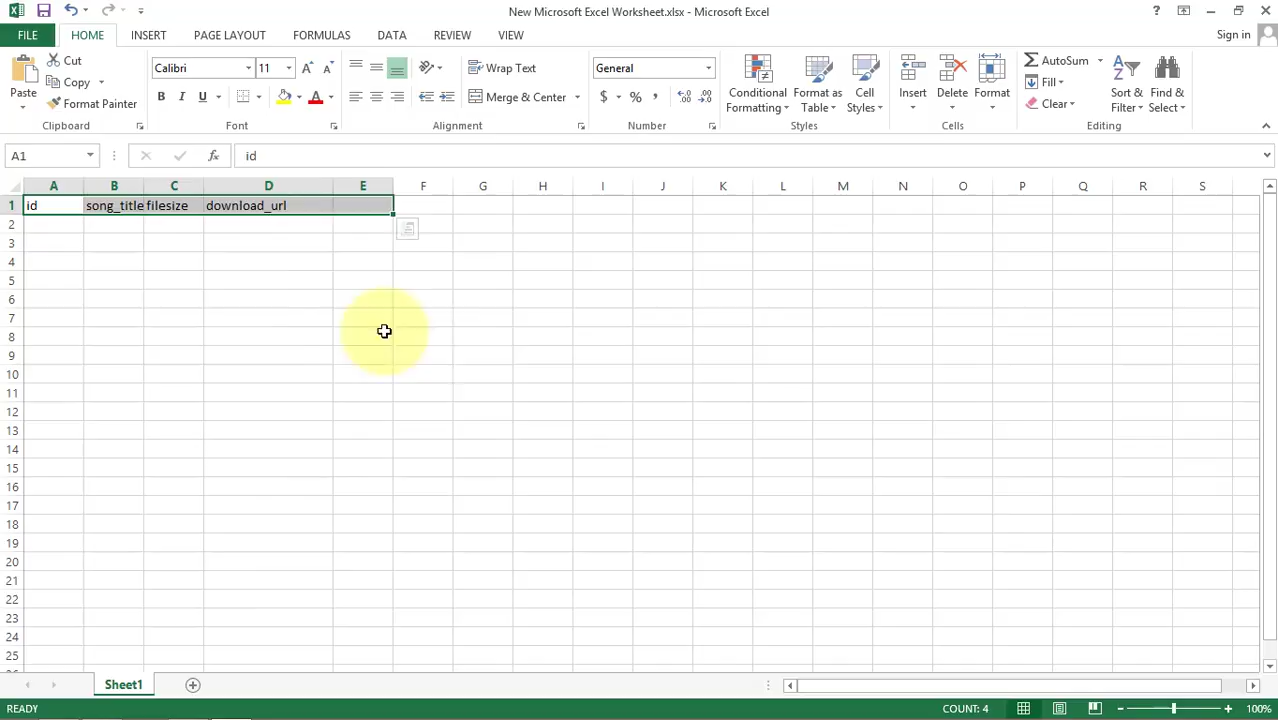 New Microsoft Excel Worksheet.xlsx - Microsoft Excel
?
FILE HOME INSERT PAGE LAYOUT FORMULAS DATA REVIEW VIEW Sign in
Paste
Cut
Copy
Format Painter
Clipboard
Calibri 11
B I U
Font
Wrap Text
Merge & Center
Alignment
General
$ % ,
Number
Conditional Formatting
Format as Table
Cell Styles
Styles
Insert
Delete
Format
Cells
AutoSum
Fill
Clear
Sort & Filter
Find & Select
Editing
A1 fx id
A B C D E F G H I J K L M N O P Q R S
1 id song_title filesize download_url
2
3
4
5
6
7
8
9
10
11
12
13
14
15
16
17
18
19
20
21
22
23
24
25
Sheet1
READY COUNT: 4 100%